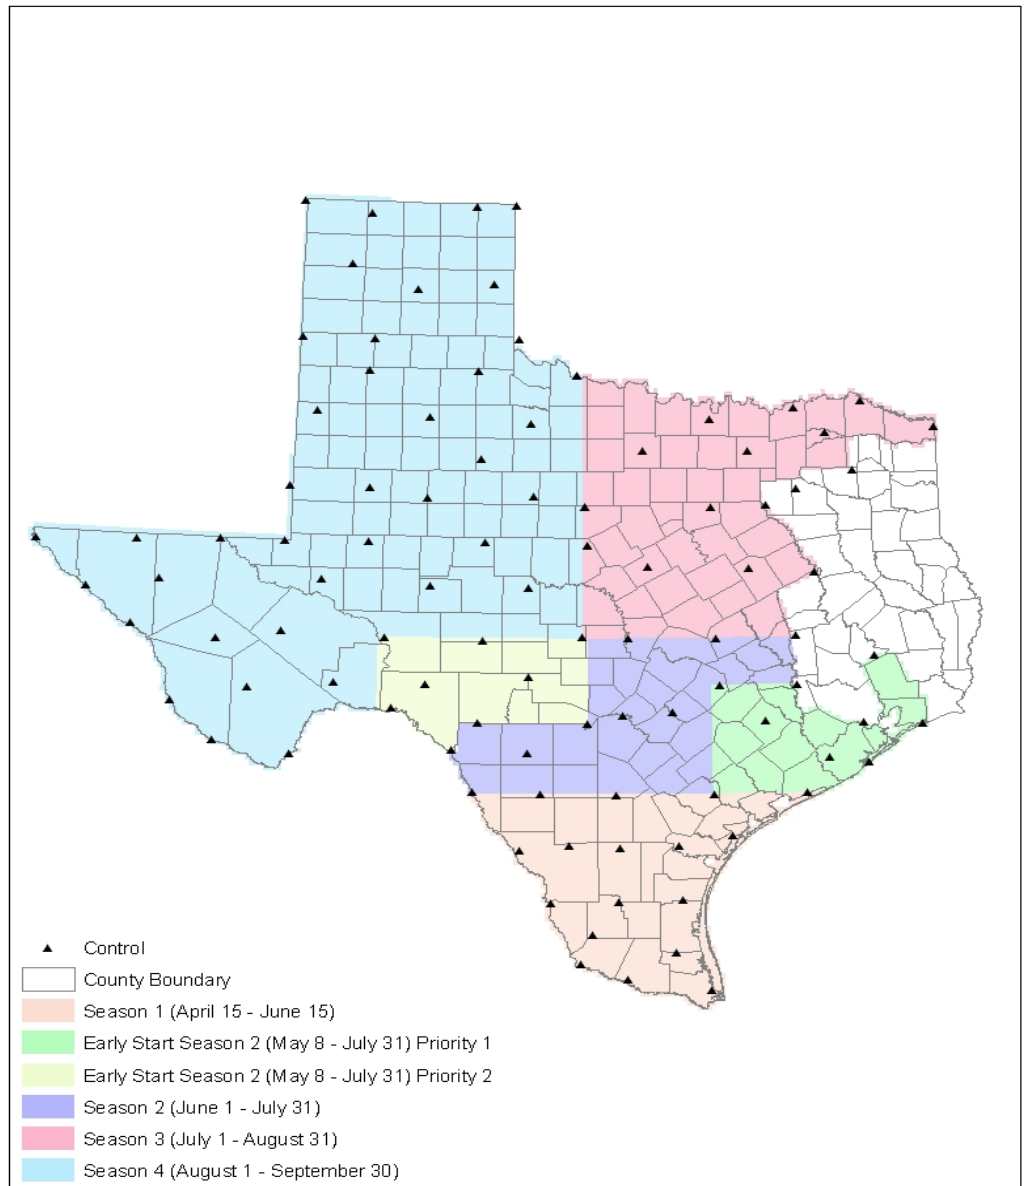 Control
County Boundary
Season 1 (April 15 - June 15)
Early Start Season 2 (May 8 - July 31) Priority 1
Early Start Season 2 (May 8 - July 31) Priority 2
Season 2 (June 1 - July 31)
Season 3 (July 1 - August 31)
Season 4 (August 1 - September 30)